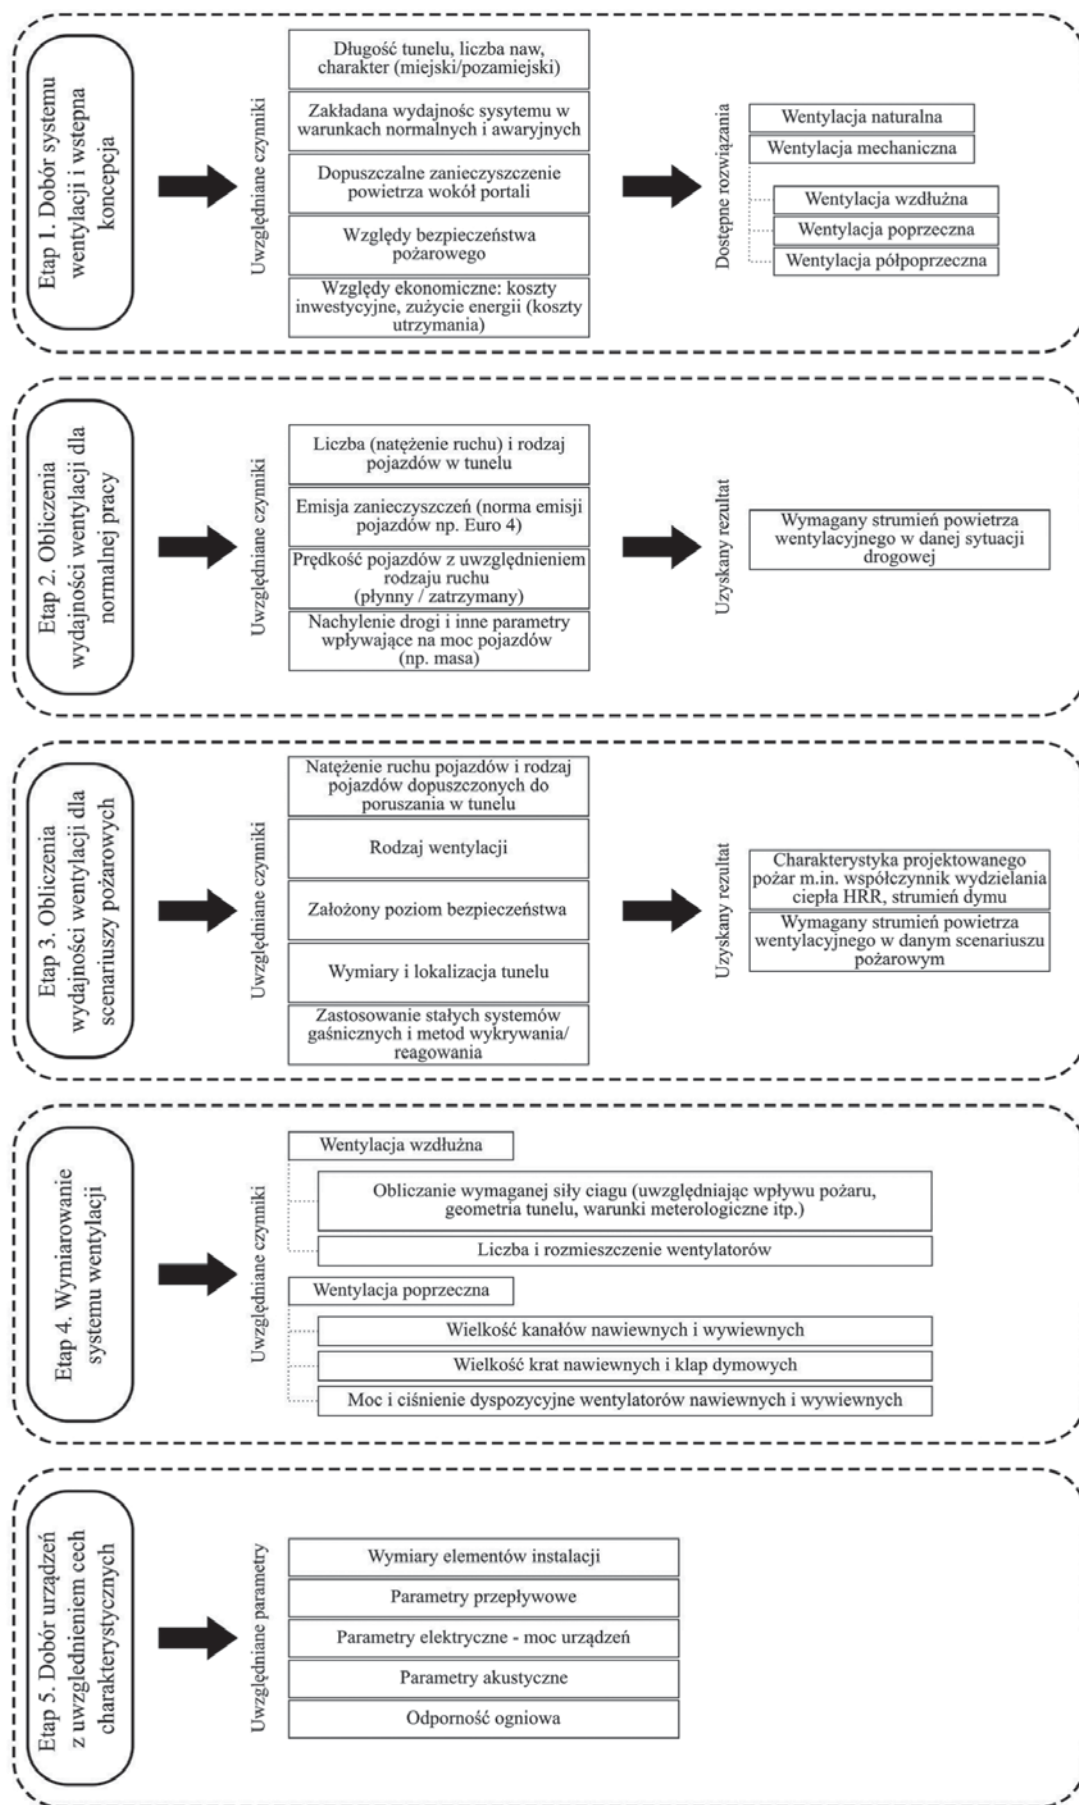 Etap 1. Dobór systemu
wentylacji i wstepna
koncepcja
Uwzględniane czynniki
Długość tunelu, liczba naw,
charakter (miejski/pozamiejski)
Zakładana wydajnośc sysytemu w
warunkach normalnych i awaryjnych
Dopuszczalne zanieczyszczenie
powietrza wokół portali
Względy bezpieczeństwa
pożarowego
Względy ekonomiczne: koszty
inwestycyjne, zużycie energii (koszty
utrzymania)
Dostępne rozwiązania
Wentylacja naturalna
Wentylacja mechaniczna
Wentylacja wzdłużna
Wentylacja poprzeczna
Wentylacja półpoprzeczna
Etap 2. Obliczenia
wydajności wentylacji dla
normalnej pracy
Uwzględniane czynniki
Liczba (natężenie ruchu) i rodzaj
pojazdów w tunelu
Emisja zanieczyszczeń (norma emisji
pojazdów np. Euro 4)
Prędkość pojazdów z uwzględnieniem
rodzaju ruchu
(płynny / zatrzymany)
Nachylenie drogi i inne parametry
wpływające na moc pojazdów
(np. masa)
Uzyskany rezultat
Wymagany strumień powietrza
wentylacyjnego w danej sytuacji
drogowej
Etap 3. Obliczenia
wydajności wentylacji dla
scenariuszy pożarowych
Uwzględniane czynniki
Natężenie ruchu pojazdów i rodzaj
pojazdów dopuszczonych do
poruszania w tunelu
Rodzaj wentylacji
Założony poziom bezpieczeństwa
Wymiary i lokalizacja tunelu
Zastosowanie stałych systemów
gaśnicznych i metod wykrywania/
reagowania
Uzyskany rezultat
Charakterystyka projektowanego
pożar m.in. współczynnik wydzielania
ciepła HRR, strumień dymu
Wymagany strumień powietrza
wentylacyjnego w danym scenariuszu
pożarowym
Etap 4. Wymiarowanie
systemu wentylacji
Uwzględniane czynniki
Wentylacja wzdłużna
Obliczanie wymaganej siły ciagu (uwzględniając wpływu pożaru,
geometria tunelu, warunki meterologiczne itp.)
Liczba i rozmieszczenie wentylatorów
Wentylacja poprzeczna
Wielkość kanałów nawiewnych i wywiewnych
Wielkość krat nawiewnych i klap dymowych
Moc i ciśnienie dyspozycyjne wentylatorów nawiewnych i wywiewnych
Etap 5. Dobór urządzeń
z uwzglednieniem cech
charakterystycznych
Uwzględniane parametry
Wymiary elementów instalacji
Parametry przepływowe
Parametry elektryczne - moc urządzeń
Parametry akustyczne
Odporność ogniowa